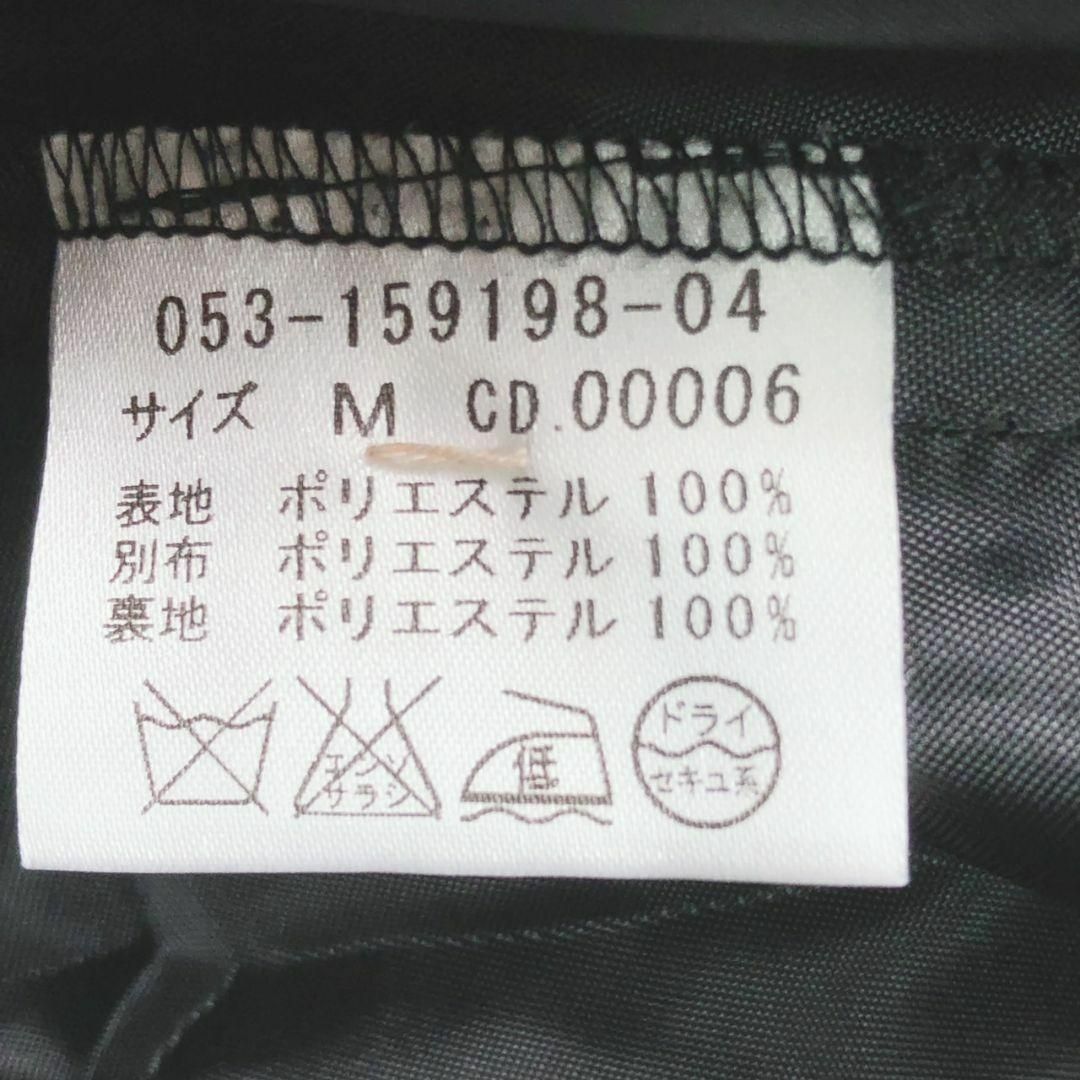 053-159198-04
サイズ M CD.00006
表地 ポリエステル 100%
別布 ポリエステル 100%
裏地 ポリエステル 100%
エンソ
サラシ
低
ドライ
セキユ系